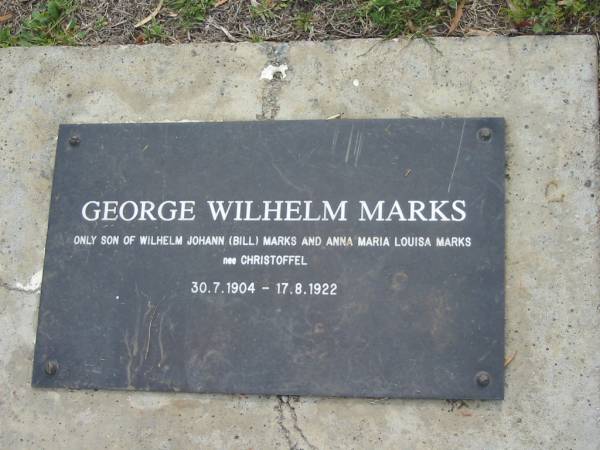 GEORGE WILHELM MARKS
ONLY SON OF WILHELM JOHANN (BILL) MARKS AND ANNA MARIA LOUISA MARKS
nee CHRISTOFFEL
30.7.1904 - 17.8.1922